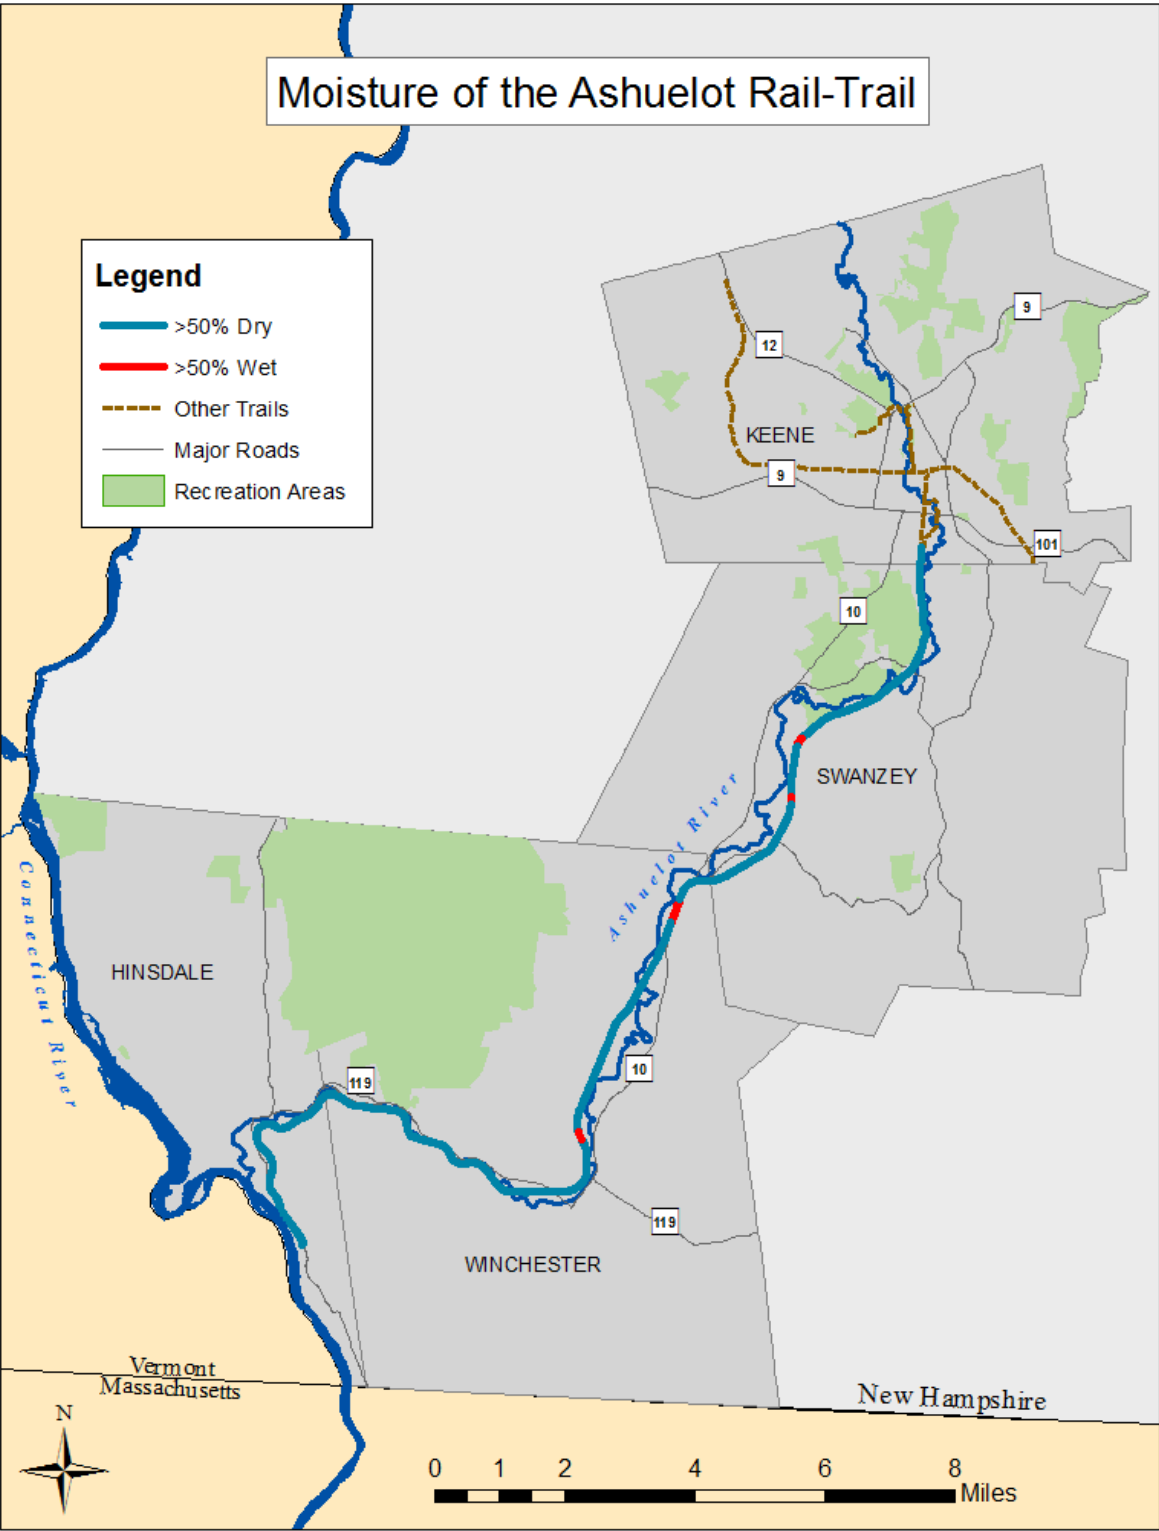 Moisture of the Ashuelot Rail-Trail
Legend
>50% Dry
>50% Wet
Other Trails
Major Roads
Recreation Areas
9
12
KEENE
9
101
10
SWANZEY
Ashuelot River
Connecticut River
HINSDALE
10
119
119
WINCHESTER
Vermont
Massachusetts
New Hampshire
N
0 1 2 4 6 8
Miles